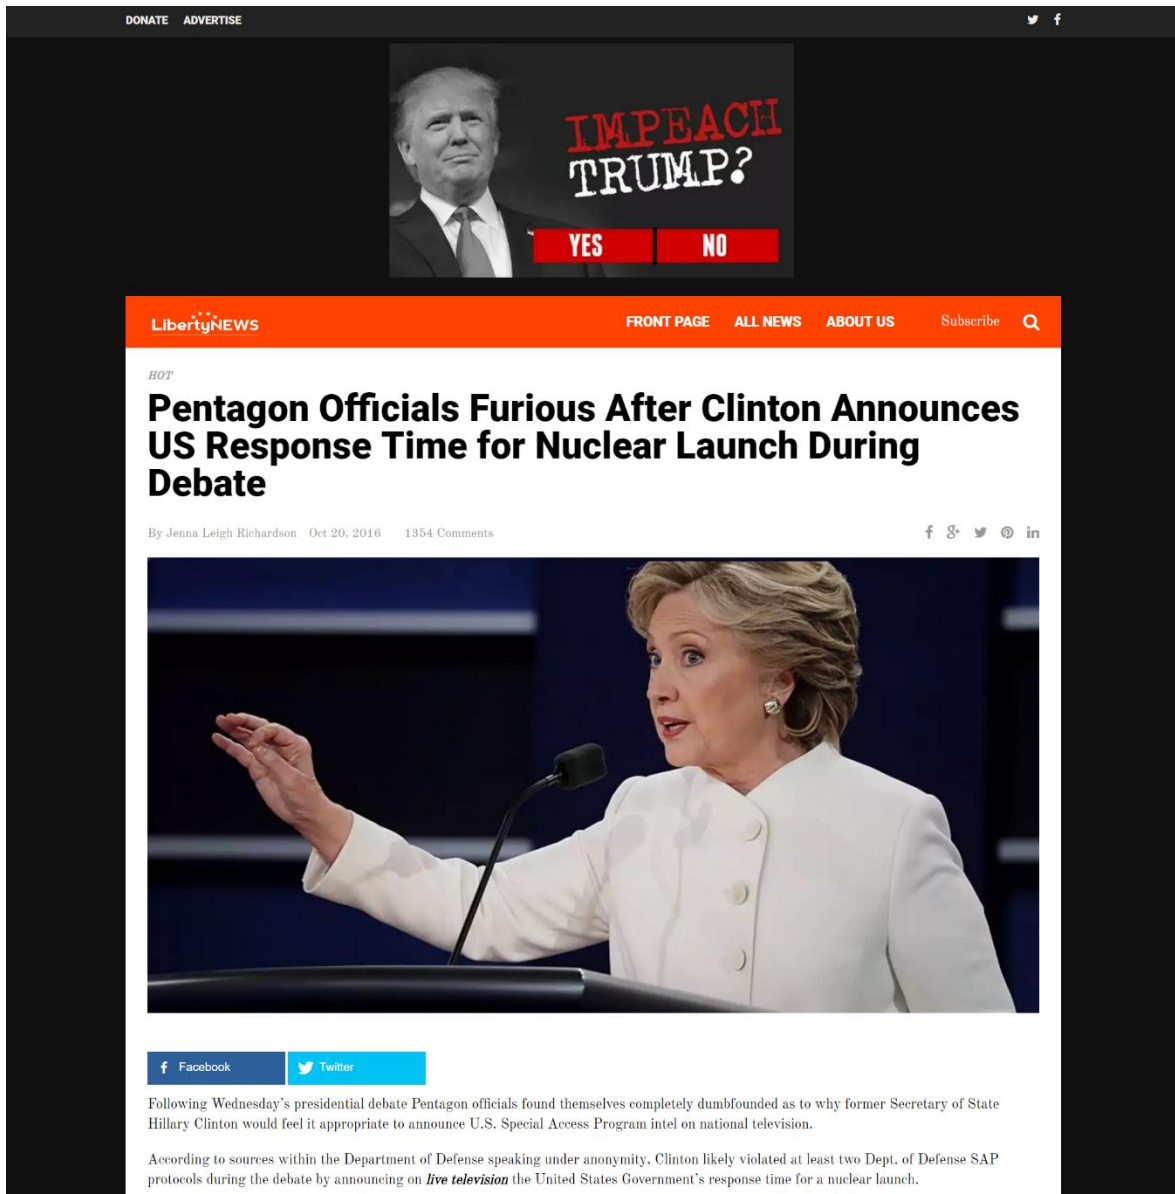 DONATE ADVERTISE
IMPEACH
TRUMP?
YES NO
LibertyNEWS FRONT PAGE ALL NEWS ABOUT US Subscribe
HOT
Pentagon Officials Furious After Clinton Announces
US Response Time for Nuclear Launch During
Debate
By Jenna Leigh Richardson Oct 20, 2016 1354 Comments
Facebook Twitter
Following Wednesday's presidential debate Pentagon officials found themselves completely dumbfounded as to why former Secretary of State
Hillary Clinton would feel it appropriate to announce U.S. Special Access Program intel on national television.
According to sources within the Department of Defense speaking under anonymity, Clinton likely violated at least two Dept. of Defense SAP
protocols during the debate by announcing on live television the United States Government's response time for a nuclear launch.